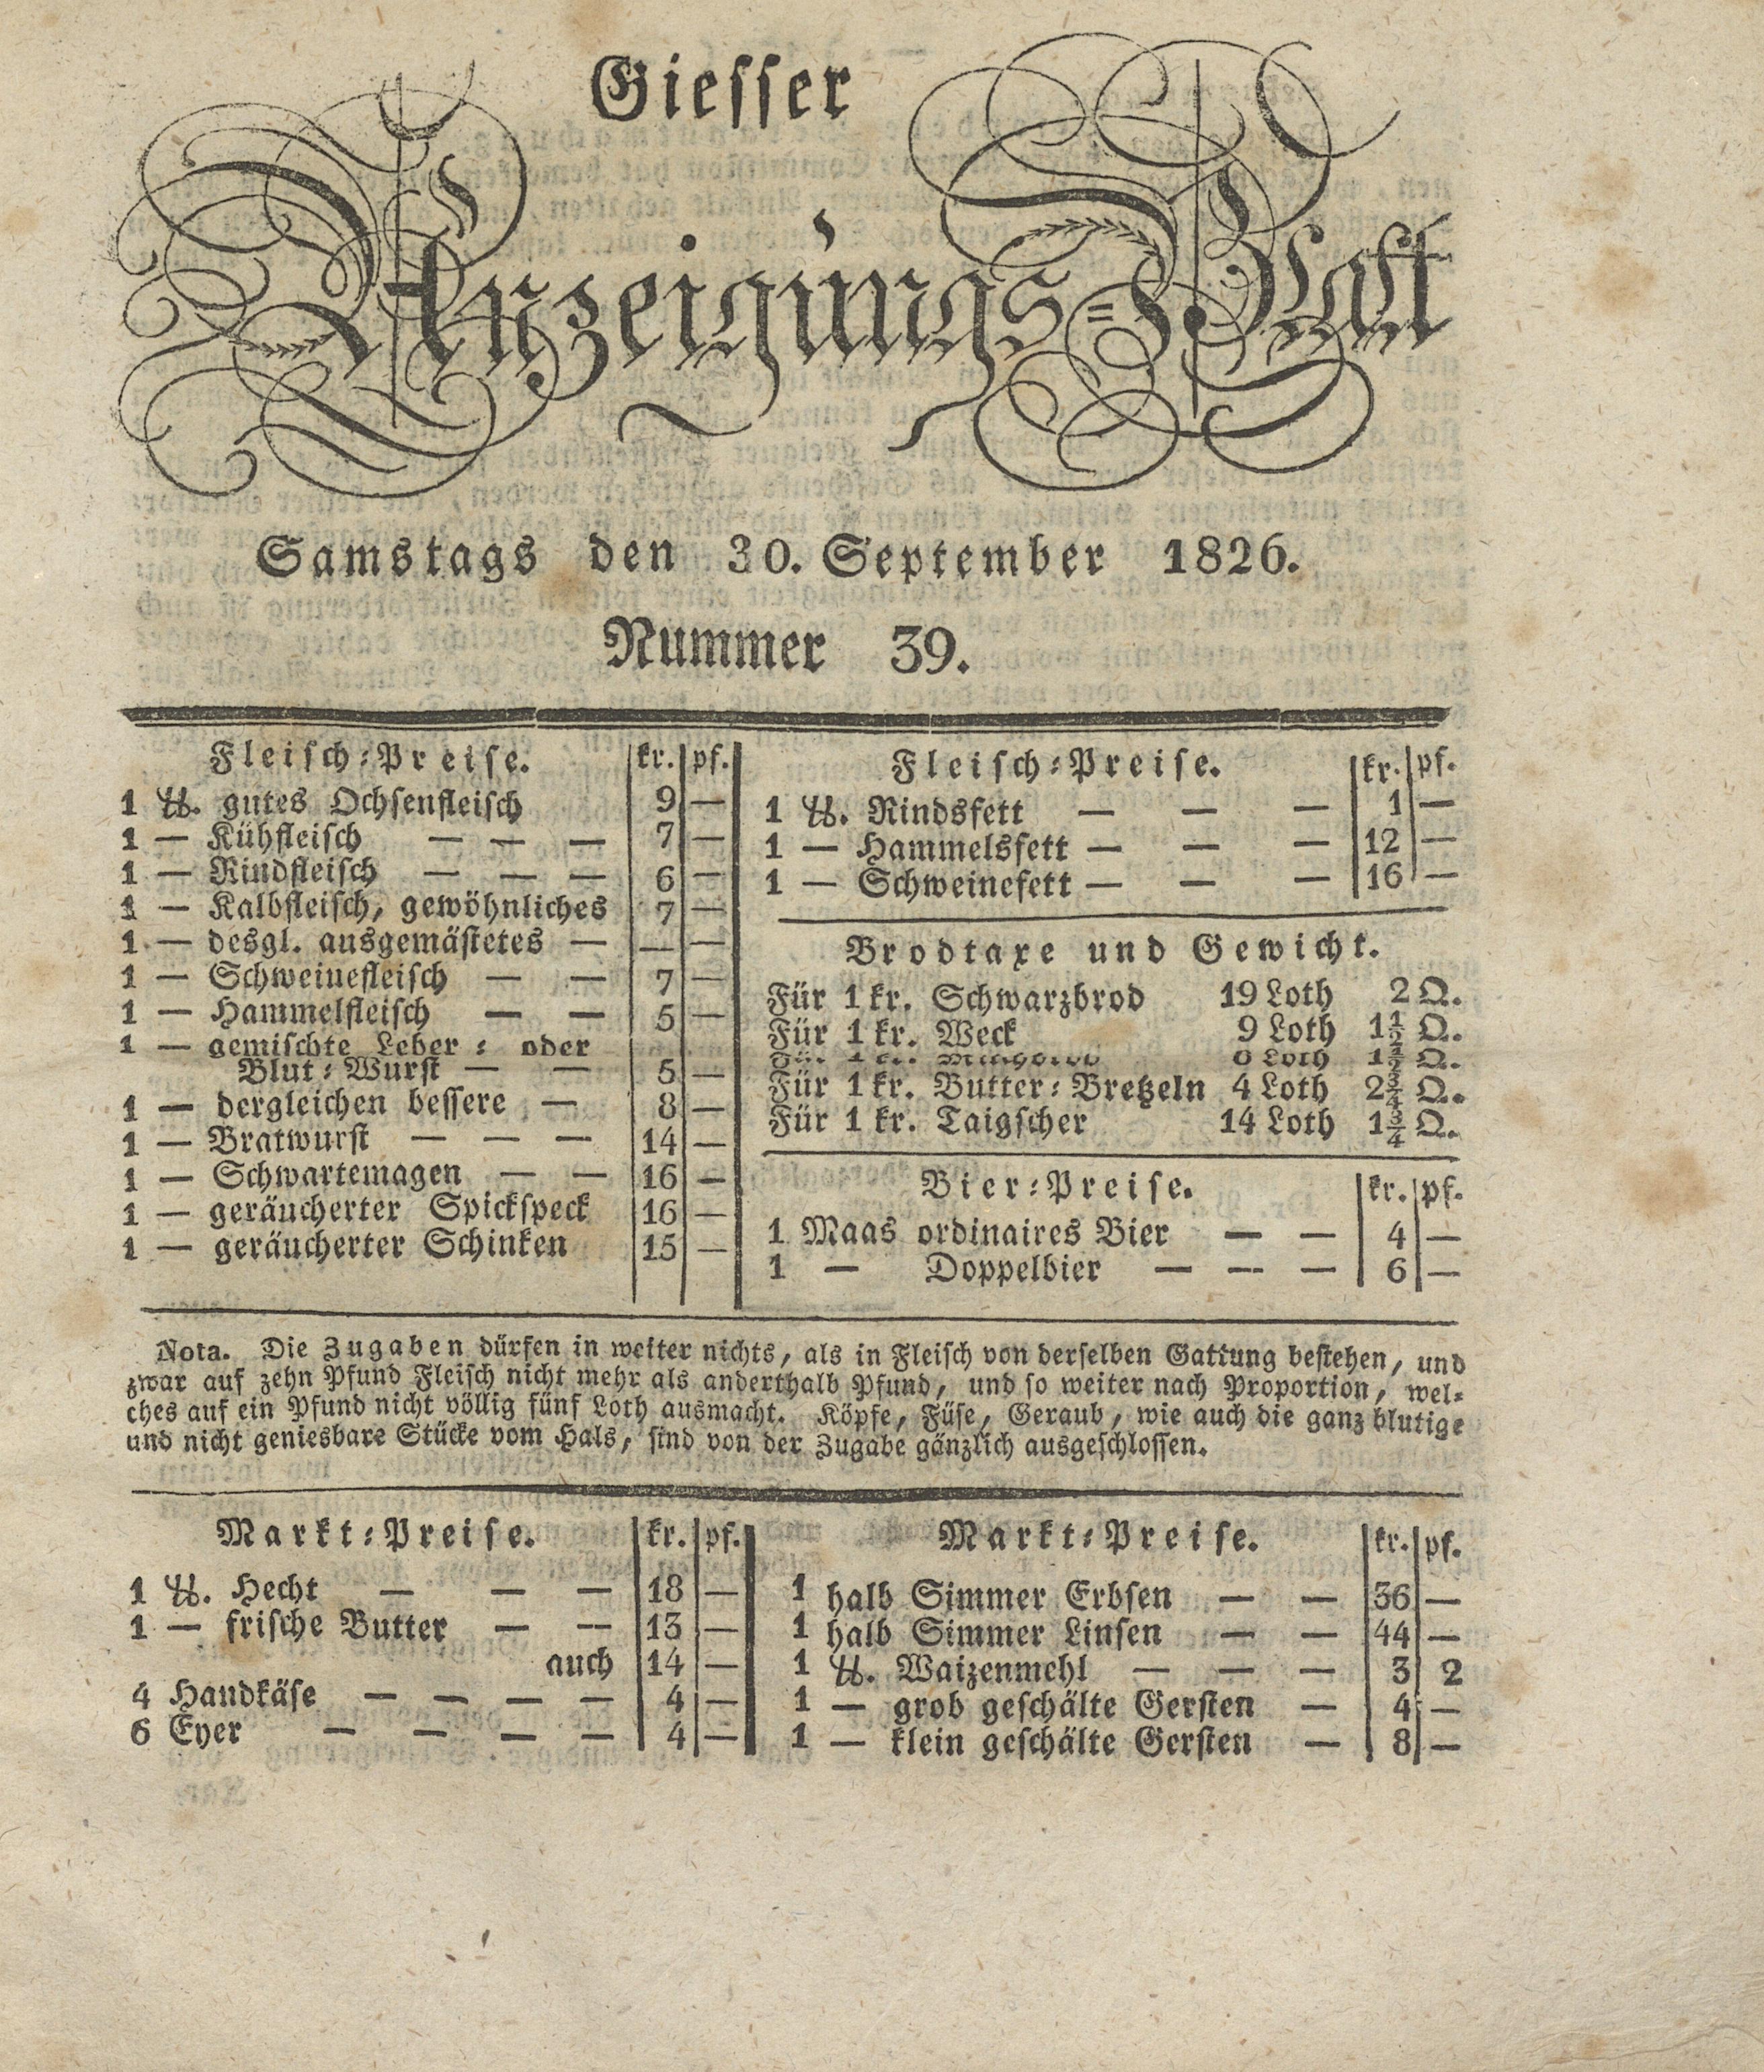 Giesser
Anzeigungs=Blatt
Samstags den 30. September 1826.
Nummer 39.
Fleisch=Preise. kr. pf.
1 ℔. gutes Ochsenfleisch 9 —
1 — Kühfleisch — — — 7 —
1 — Rindfleisch — — — 6 —
1 — Kalbfleisch, gewöhnliches 7 —
1 — desgl. ausgemästetes — — —
1 — Schweinefleisch — — 7 —
1 — Hammelfleisch — — 5 —
1 — gemischte Leber= oder
Blut=Wurst — — 5 —
1 — dergleichen bessere — 8 —
1 — Bratwurst — — — 14 —
1 — Schwartemagen — — 16 —
1 — geräucherter Spickspeck 16 —
1 — geräucherter Schinken 15 —
Fleisch=Preise. kr. pf.
1 ℔. Rindsfett — — — 1 —
1 — Hammelsfett — — — 12 —
1 — Schweinefett — — — 16 —
Brodtaxe und Gewicht.
Für 1 kr. Schwarzbrod 19 Loth 2 Q.
Für 1 kr. Weck 9 Loth 1½ Q.
Für 1 kr. Loth 1½ Q.
Für 1 kr. Butter=Bretzeln 4 Loth 2¾ Q.
Für 1 kr. Taigscher 14 Loth 1¾ Q.
Bier=Preise. kr. pf.
1 Maas ordinaires Bier — — 4 —
1 — Doppelbier — — — 6 —
Nota. Die Zugaben dürfen in weiter nichts, als in Fleisch von derselben Gattung bestehen, und
zwar auf zehn Pfund Fleisch nicht mehr als anderthalb Pfund, und so weiter nach Proportion, wel=
ches auf ein Pfund nicht völlig fünf Loth ausmacht. Köpfe, Füse, Geraub, wie auch die ganz blutige
und nicht geniesbare Stücke vom Hals, sind von der Zugabe gänzlich ausgeschlossen.
Markt=Preise. kr. pf.
1 ℔. Hecht — — — 18 —
1 — frische Butter — — 13 —
auch 14 —
4 Handkäse — — — — 4 —
6 Eyer — — — — 4 —
Markt=Preise. kr. pf.
1 halb Simmer Erbsen — — 36 —
1 halb Simmer Linsen — — 44 —
1 ℔. Waizenmehl — — — 3 2
1 — grob geschälte Gersten — 4 —
1 — klein geschälte Gersten — 8 —